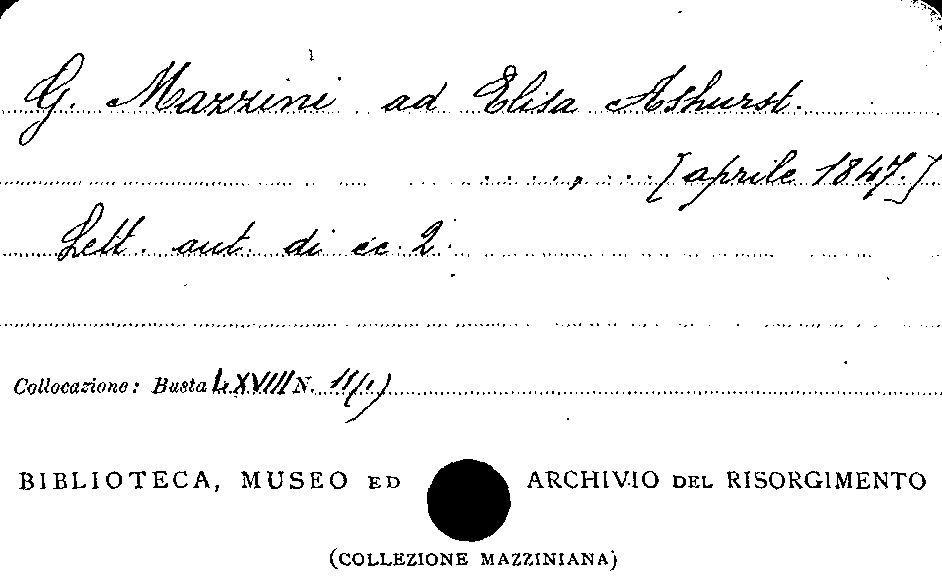 G. Mazzini ad Elisa Ashurst.
....., ... [aprile 1847.]
Lett. aut. di cc. 2.
Collocazione: Busta LXVIII N. 11(1)
BIBLIOTECA, MUSEO ED ARCHIVIO DEL RISORGIMENTO
(COLLEZIONE MAZZINIANA)